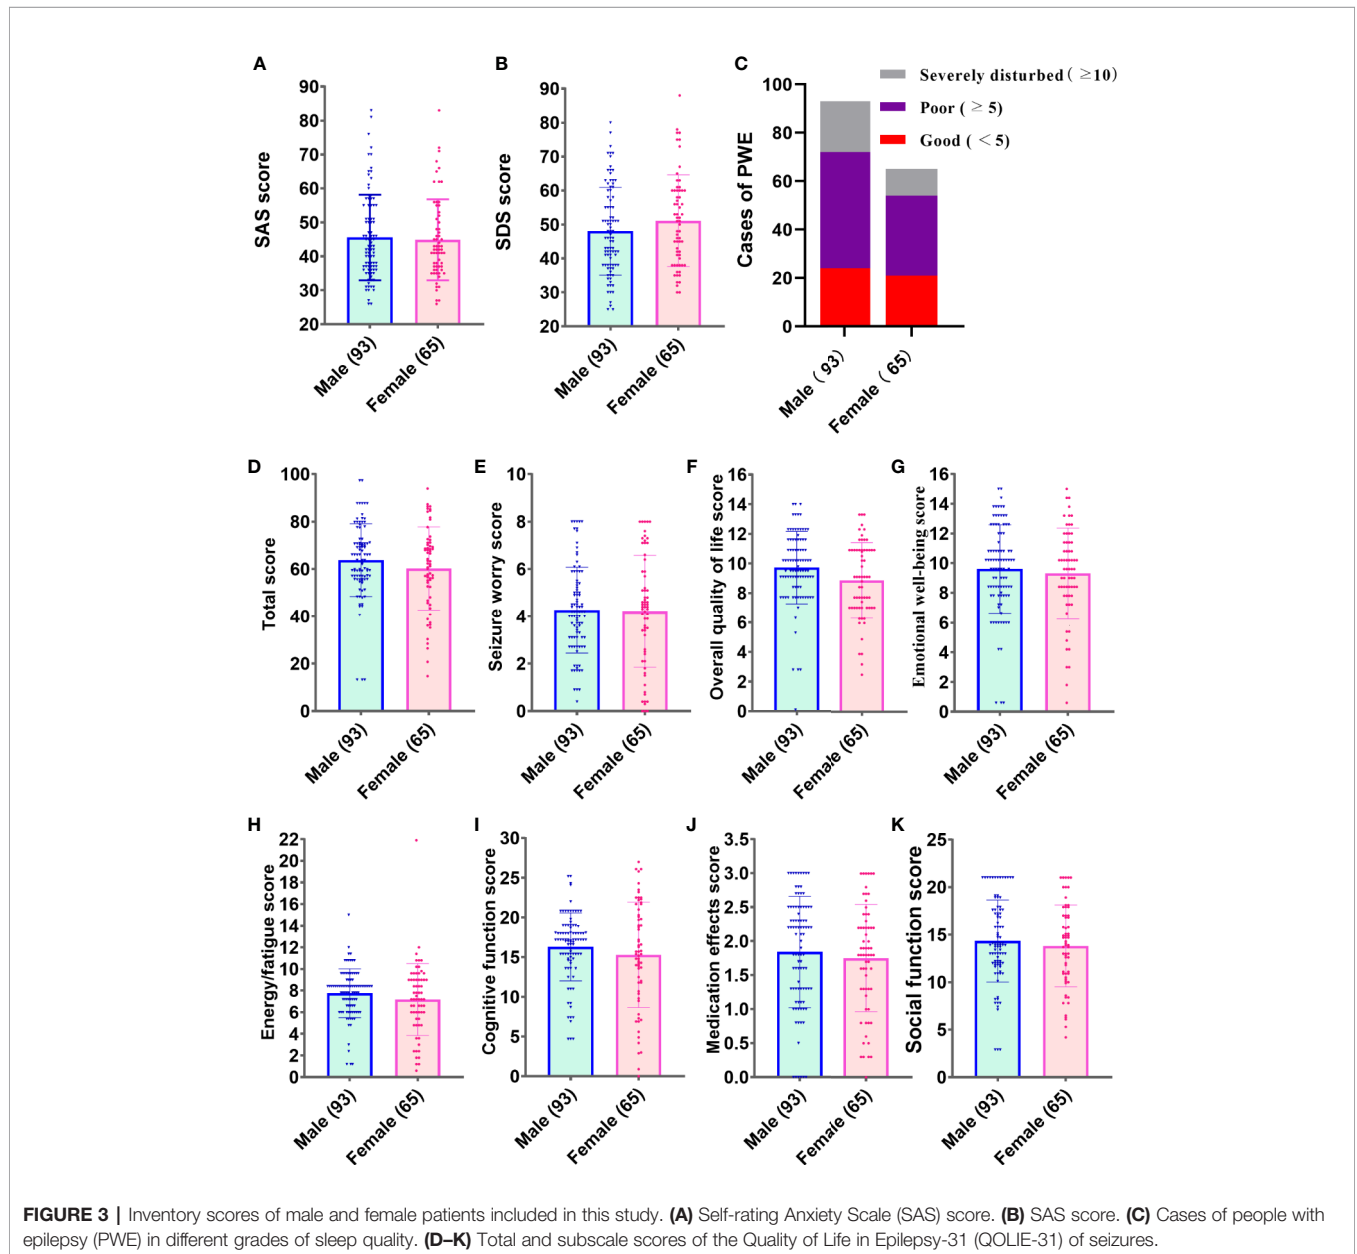 A
SAS score
90
80
70
60
50
40
30
20
Male (93)
Female (65)
B
SDS score
90
80
70
60
50
40
30
20
Male (93)
Female (65)
C
Cases of PWE
100
80
60
40
20
0
Severely disturbed ( ≥10)
Poor ( ≥ 5)
Good ( < 5)
Male ( 93)
Female ( 65)
D
Total score
100
80
60
40
20
0
Male (93)
Female (65)
E
Seizure worry score
10
8
6
4
2
0
Male (93)
Female (65)
F
Overall quality of life score
16
14
12
10
8
6
4
2
0
Male (93)
Female (65)
G
Emotional well-being score
16
14
12
10
8
6
4
2
0
Male (93)
Female (65)
H
Energy/fatigue score
22
20
18
16
14
12
10
8
6
4
2
0
Male (93)
Female (65)
I
Cognitive function score
30
25
20
15
10
5
0
Male (93)
Female (65)
J
Medication effects score
3.5
3.0
2.5
2.0
1.5
1.0
0.5
0.0
Male (93)
Female (65)
K
Social function score
25
20
15
10
5
0
Male (93)
Female (65)
FIGURE 3 | Inventory scores of male and female patients included in this study. (A) Self-rating Anxiety Scale (SAS) score. (B) SAS score. (C) Cases of people with
epilepsy (PWE) in different grades of sleep quality. (D–K) Total and subscale scores of the Quality of Life in Epilepsy-31 (QOLIE-31) of seizures.